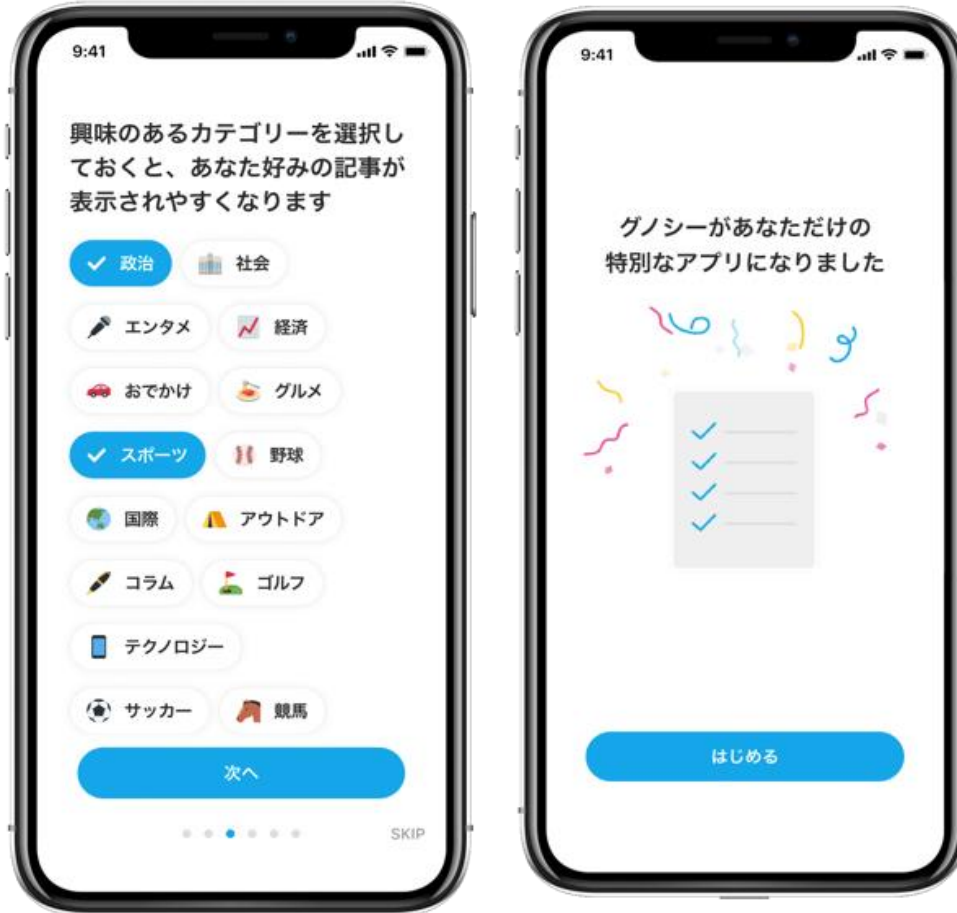 9:41
興味のあるカテゴリーを選択し
ておくと、あなた好みの記事が
表示されやすくなります
政治
社会
エンタメ
経済
おでかけ
グルメ
スポーツ
野球
国際
アウトドア
コラム
ゴルフ
テクノロジー
サッカー
競馬
次へ
SKIP
9:41
グノシーがあなただけの
特別なアプリになりました
はじめる